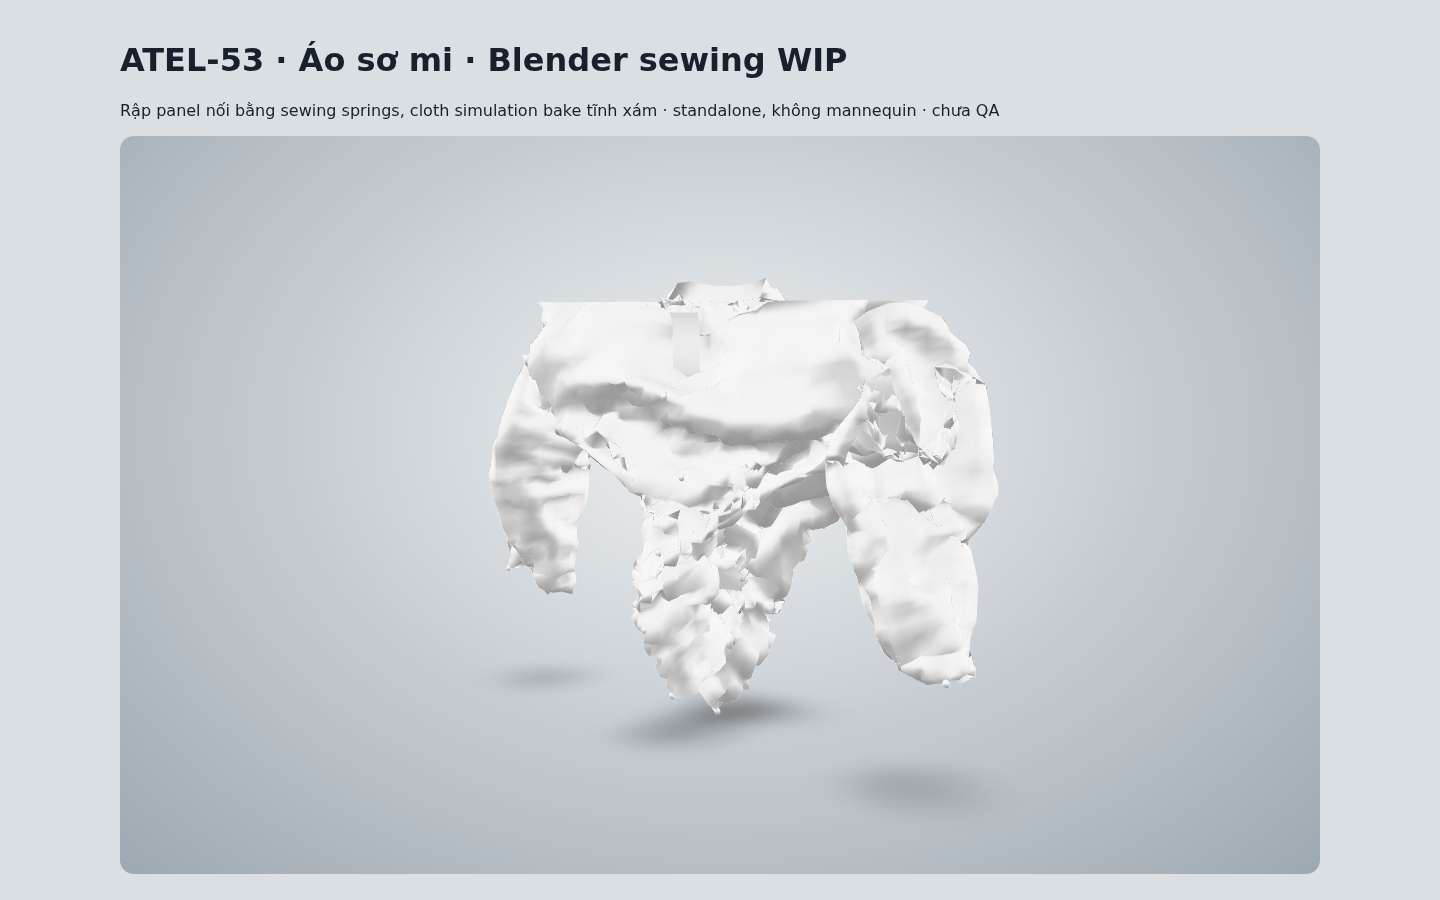 ATEL-53 · Áo sơ mi · Blender sewing WIP
Rập panel nối bằng sewing springs, cloth simulation bake tĩn xám · standalone, không mannequin · chưa QA